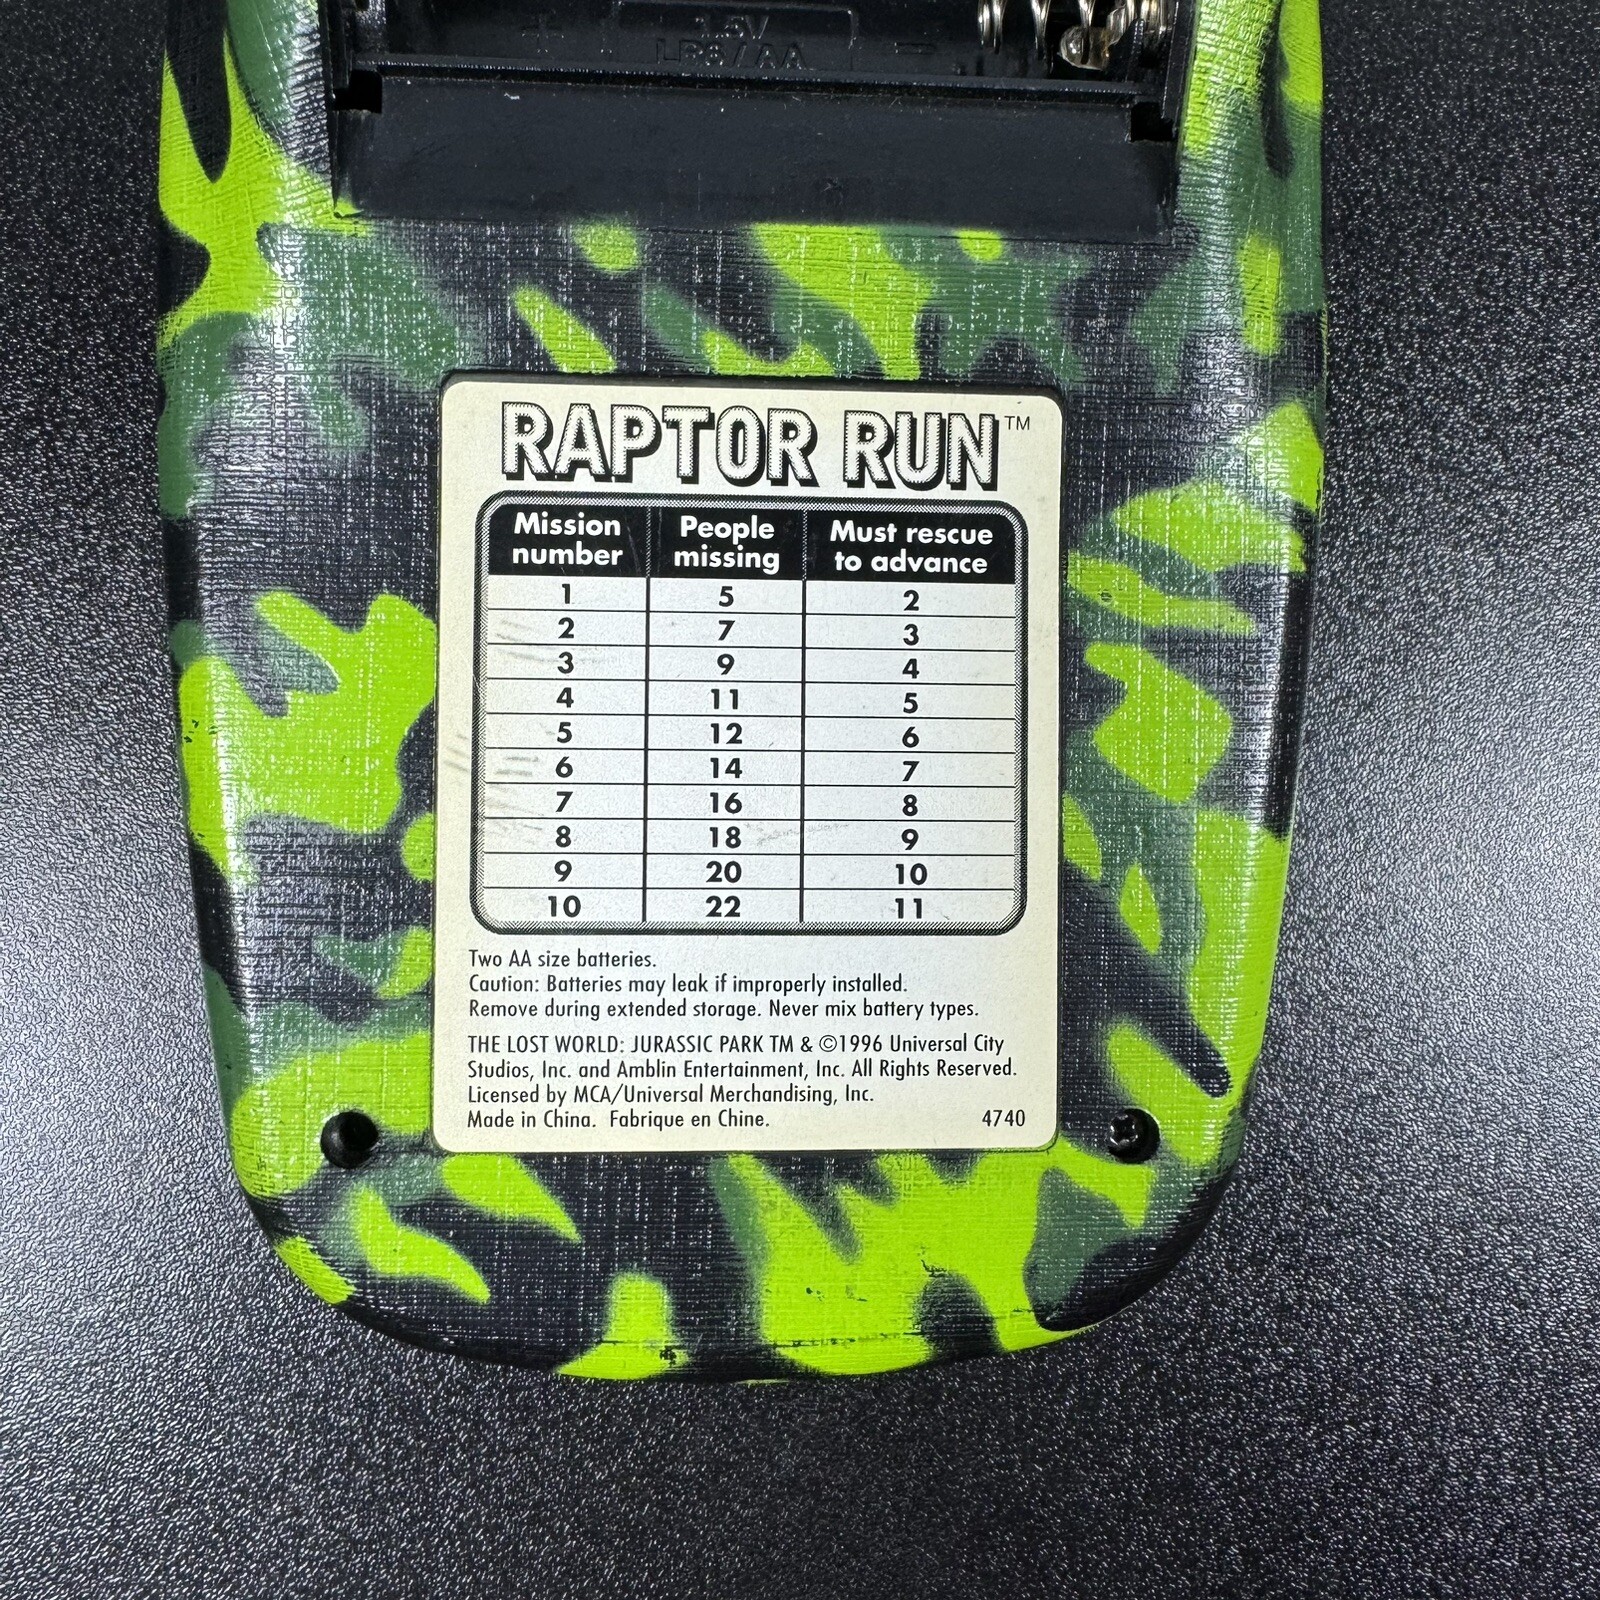 + 1.5V -
LR6/AA
RAPTOR RUN™
Mission number | People missing | Must rescue to advance
1 5 2
2 7 3
3 9 4
4 11 5
5 12 6
6 14 7
7 16 8
8 18 9
9 20 10
10 22 11
Two AA size batteries.
Caution: Batteries may leak if improperly installed.
Remove during extended storage. Never mix battery types.
THE LOST WORLD: JURASSIC PARK TM & ©1996 Universal City
Studios, Inc. and Amblin Entertainment, Inc. All Rights Reserved.
Licensed by MCA/Universal Merchandising, Inc.
Made in China. Fabrique en Chine. 4740